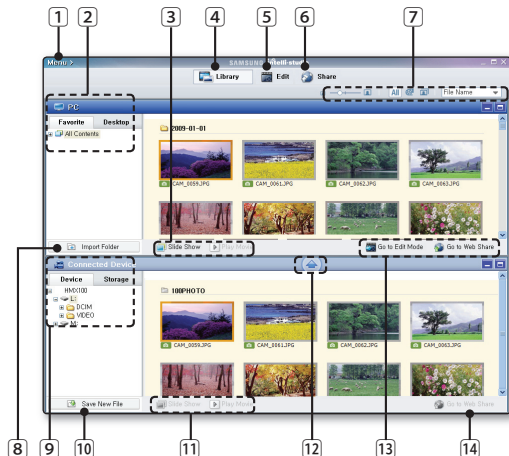 1 2 3 4 5 6 7
Menu >
SAMSUNG intelli-studio
Library Edit Share
All File Name
PC
Favorite Desktop
All Contents
2009-01-01
CAM_0059.JPG CAM_0061.JPG CAM_0062.JPG CAM_0063.JPG
Import Folder Slide Show Play Movie Go to Edit Mode Go to Web Share
Connected Device
Device Storage
HMX100
L:
DCIM
VIDEO
M:
100PHOTO
CAM_0059.JPG CAM_0061.JPG CAM_0062.JPG CAM_0063.JPG
Save New File Slide Show Play Movie Go to Web Share
8 9 10 11 12 13 14